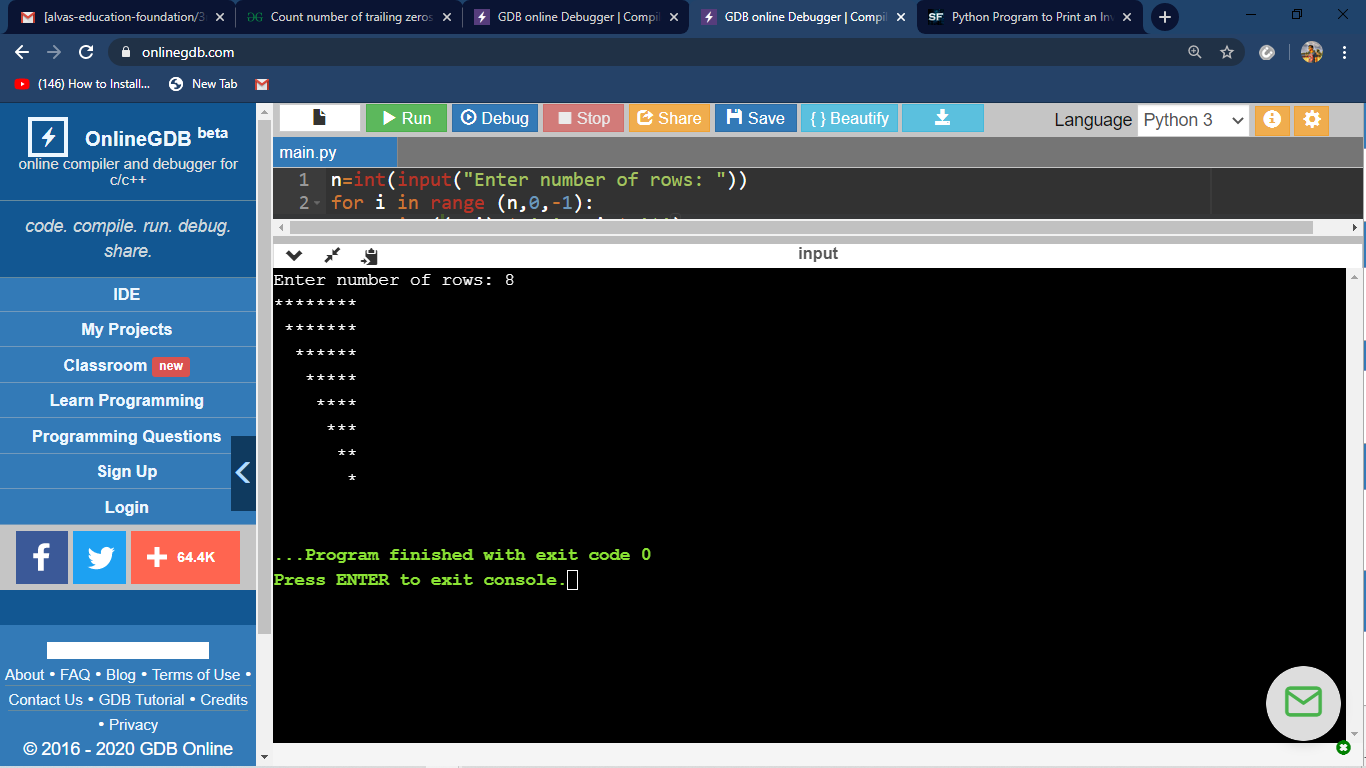 [alvas-education-foundation/3
Count number of trailing zeros
GDB online Debugger | Compil
GDB online Debugger | Compil
Python Program to Print an In
onlinegdb.com
(146) How to Install...
New Tab
OnlineGDB beta
online compiler and debugger for
c/c++
code. compile. run. debug.
share.
IDE
My Projects
Classroom new
Learn Programming
Programming Questions
Sign Up
Login
64.4K
About • FAQ • Blog • Terms of Use •
Contact Us • GDB Tutorial • Credits
• Privacy
© 2016 - 2020 GDB Online
Run Debug Stop Share Save { } Beautify Language Python 3
main.py
1 n=int(input("Enter number of rows: "))
2 for i in range (n,0,-1):
input
Enter number of rows: 8
********
 *******
  ******
   *****
    ****
     ***
      **
       *
...Program finished with exit code 0
Press ENTER to exit console.